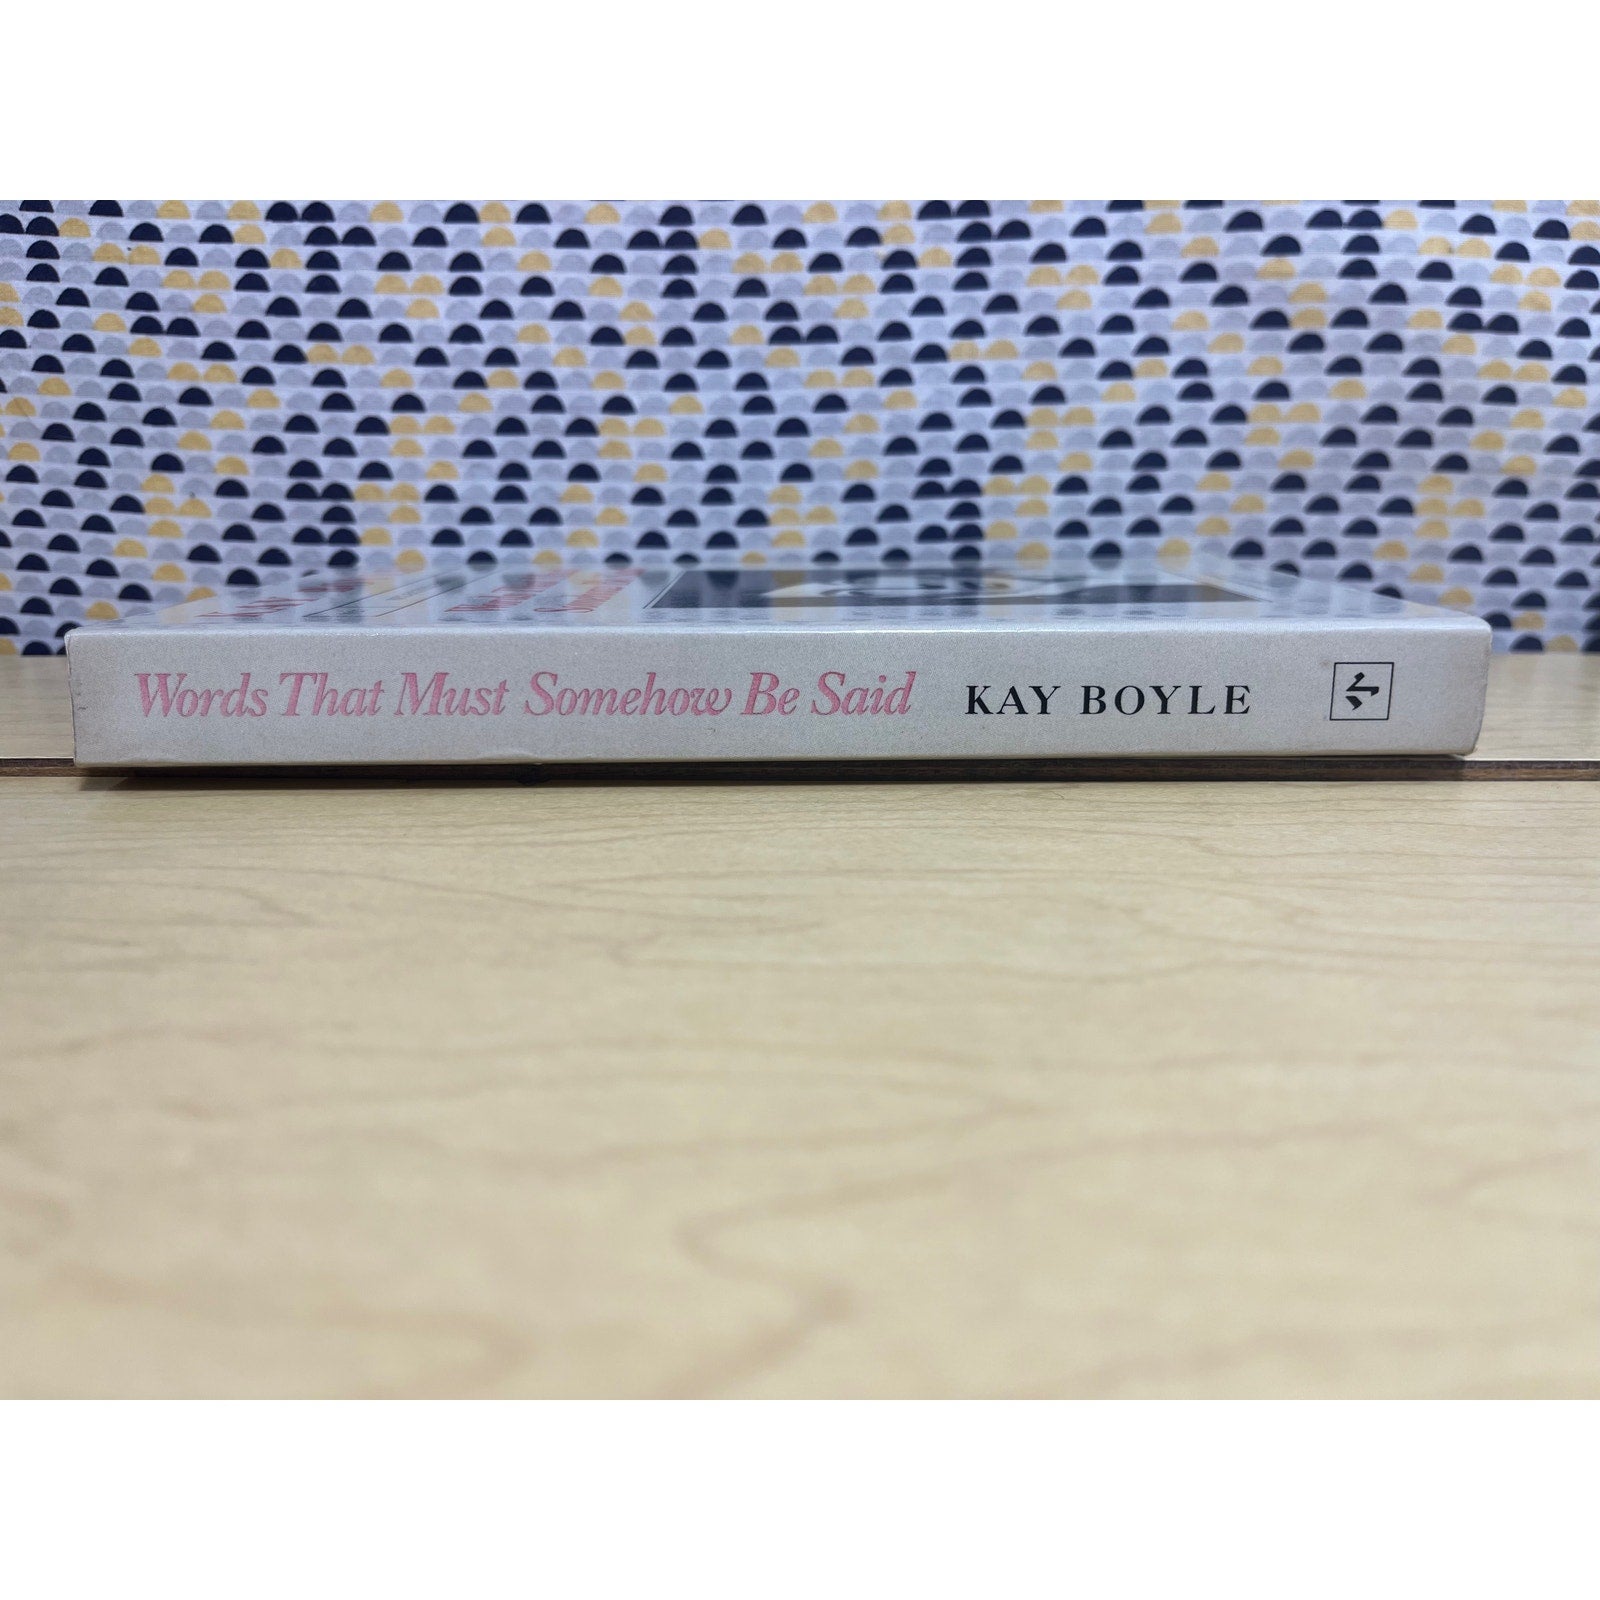 Words That Must Somehow Be Said KAY BOYLE